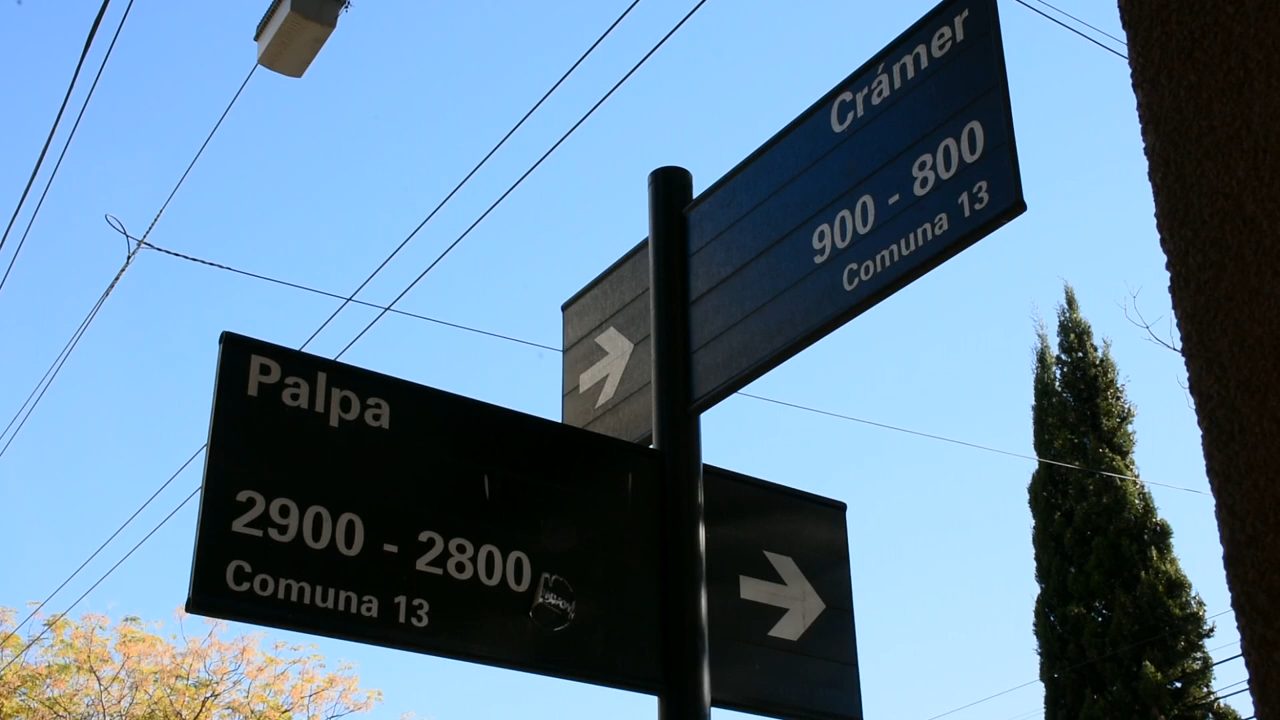 Crámer
900 - 800
Comuna 13
Palpa
2900 - 2800
Comuna 13